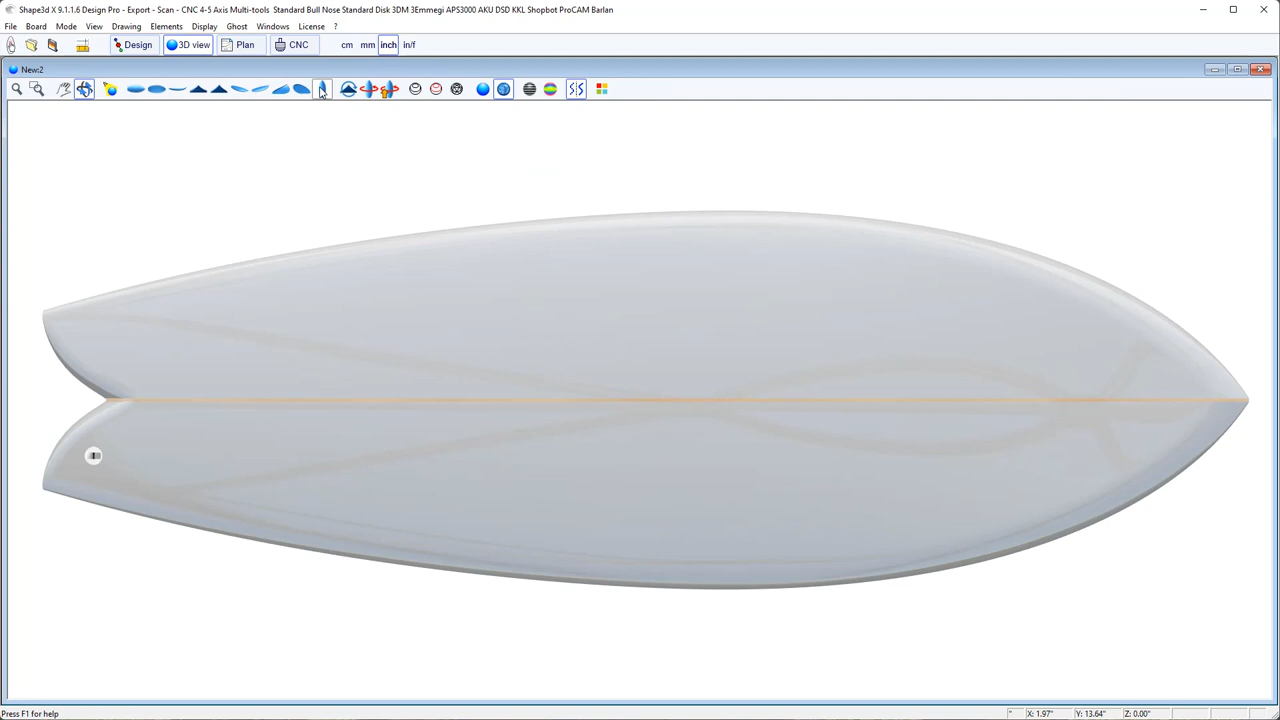 Shape3d X 9.1.1.6 Design Pro - Export - Scan - CNC 4-5 Axis Multi-tools  Standard Bull Nose Standard Disk 3DM 3Emmegi APS3000 AKU DSD KKL Shopbot ProCAM Barlan
File Board Mode View Drawing Elements Display Ghost Windows License ?
Design 3D view Plan CNC cm mm inch in/f
New:2
Press F1 for help " X: 1.97" Y: 13.64" Z: 0.00"